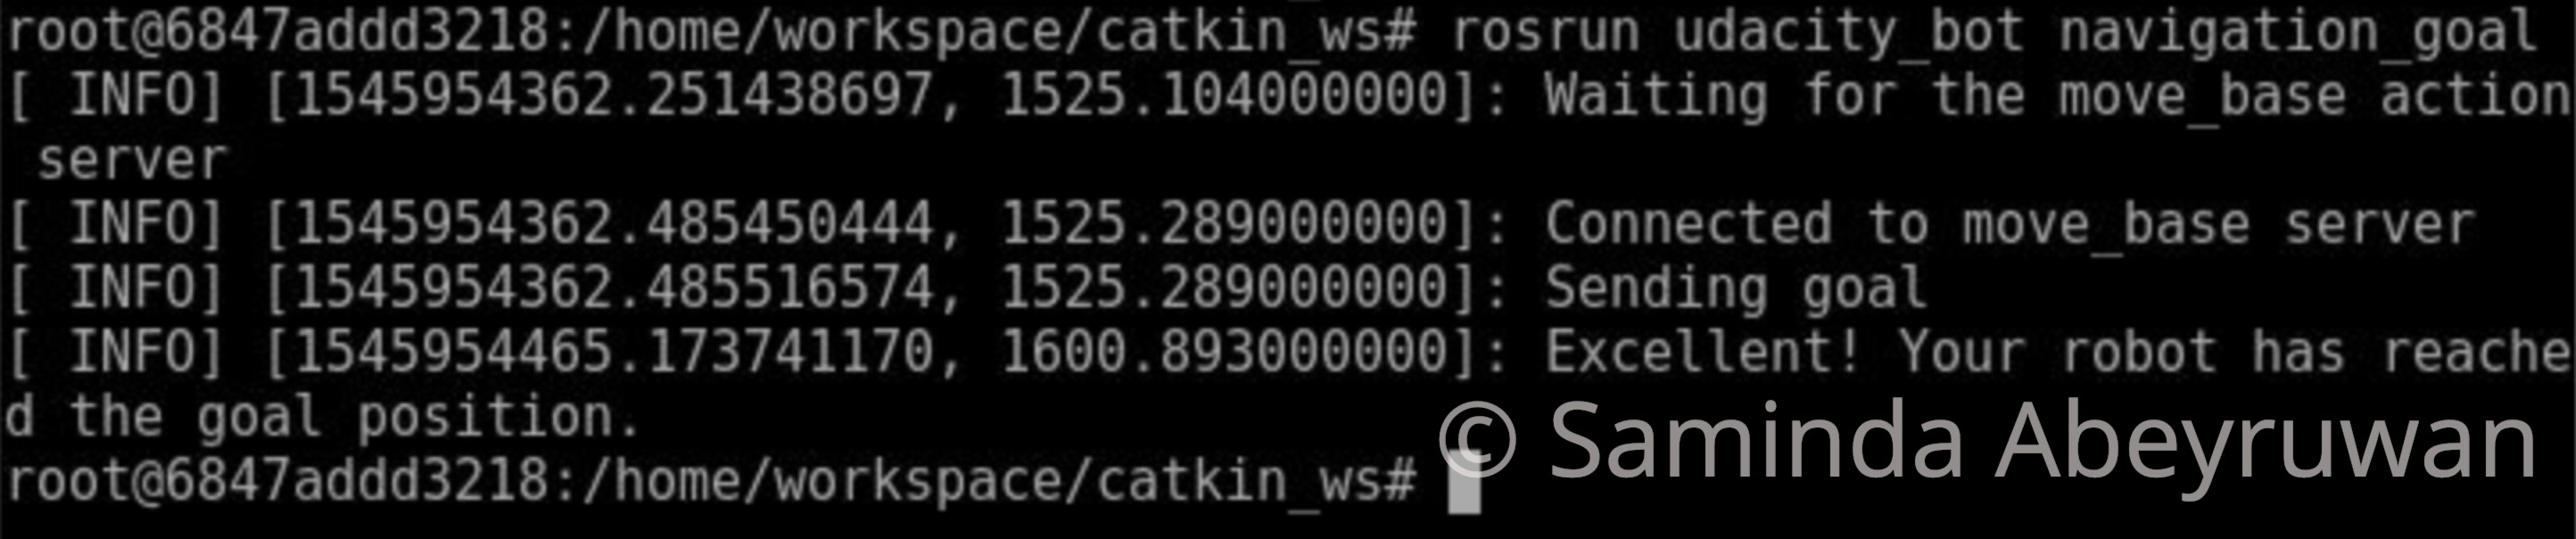 root@6847addd3218:/home/workspace/catkin_ws# rosrun udacity_bot navigation_goal
[ INFO] [1545954362.251438697, 1525.104000000]: Waiting for the move_base action
 server
[ INFO] [1545954362.485450444, 1525.289000000]: Connected to move_base server
[ INFO] [1545954362.485516574, 1525.289000000]: Sending goal
[ INFO] [1545954465.173741170, 1600.893000000]: Excellent! Your robot has reache
d the goal position.
© Saminda Abeyruwan
root@6847addd3218:/home/workspace/catkin_ws#